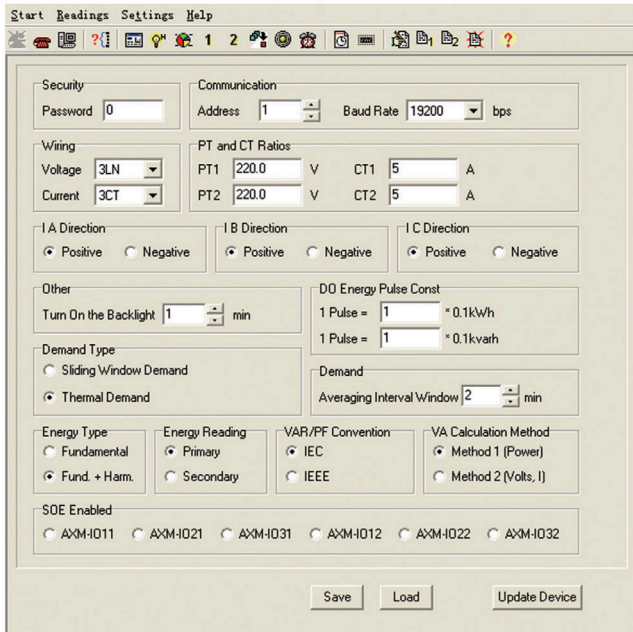 Start Readings Settings Help
?{} 1 2 1 2 ?
Security
Password 0
Communication
Address 1 Baud Rate 19200 bps
Wiring
Voltage 3LN
Current 3CT
PT and CT Ratios
PT1 220.0 V CT1 5 A
PT2 220.0 V CT2 5 A
I A Direction
Positive Negative
I B Direction
Positive Negative
I C Direction
Positive Negative
Other
Turn On the Backlight 1 min
DO Energy Pulse Const
1 Pulse = 1 * 0.1kWh
1 Pulse = 1 * 0.1kvarh
Demand Type
Sliding Window Demand
Thermal Demand
Demand
Averaging Interval Window 2 min
Energy Type
Fundamental
Fund. + Harm.
Energy Reading
Primary
Secondary
VAR/PF Convention
IEC
IEEE
VA Calculation Method
Method 1 (Power)
Method 2 (Volts, I)
SOE Enabled
AXM-IO11 AXM-IO21 AXM-IO31 AXM-IO12 AXM-IO22 AXM-IO32
Save Load Update Device